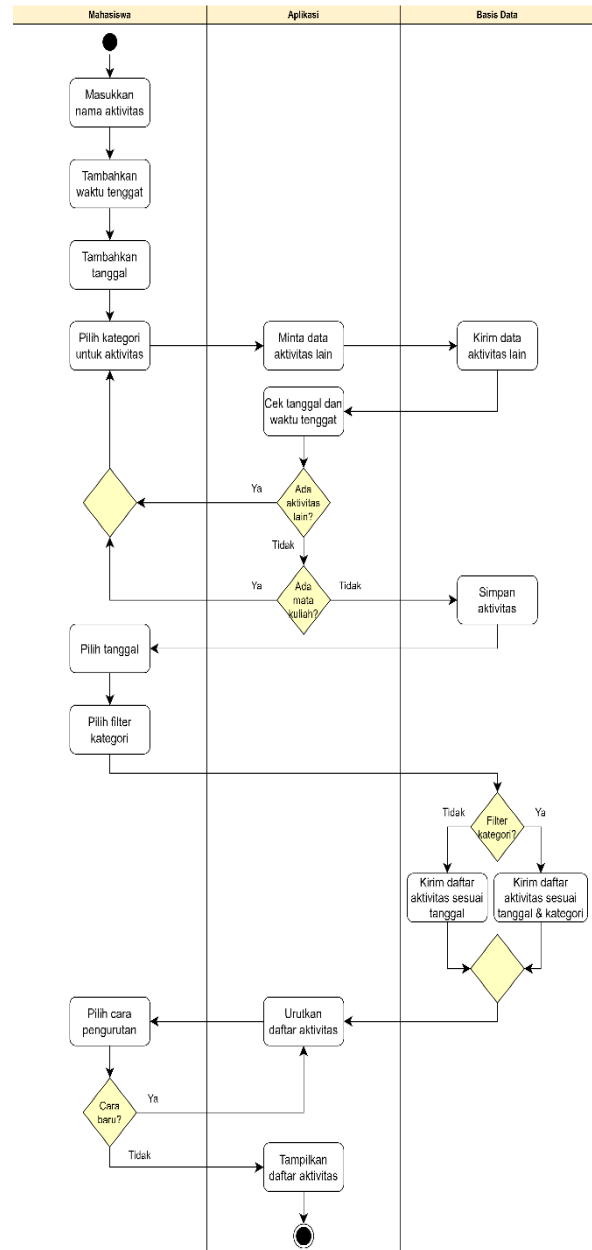 Mahasiswa
Aplikasi
Basis Data
Masukkan
nama aktivitas
Tambahkan
waktu tenggat
Tambahkan
tanggal
Pilih kategori
untuk aktivitas
Minta data
aktivitas lain
Kirim data
aktivitas lain
Cek tanggal dan
waktu tenggat
Ya
Ada
aktivitas
lain?
Tidak
Ya
Ada
mata
kuliah?
Tidak
Simpan
aktivitas
Pilih tanggal
Pilih filter
kategori
Tidak
Filter
kategori?
Ya
Kirim daftar
aktivitas sesuai
tanggal
Kirim daftar
aktivitas sesuai
tanggal & kategori
Pilih cara
pengurutan
Urutkan
daftar aktivitas
Cara
baru?
Ya
Tidak
Tampilkan
daftar aktivitas